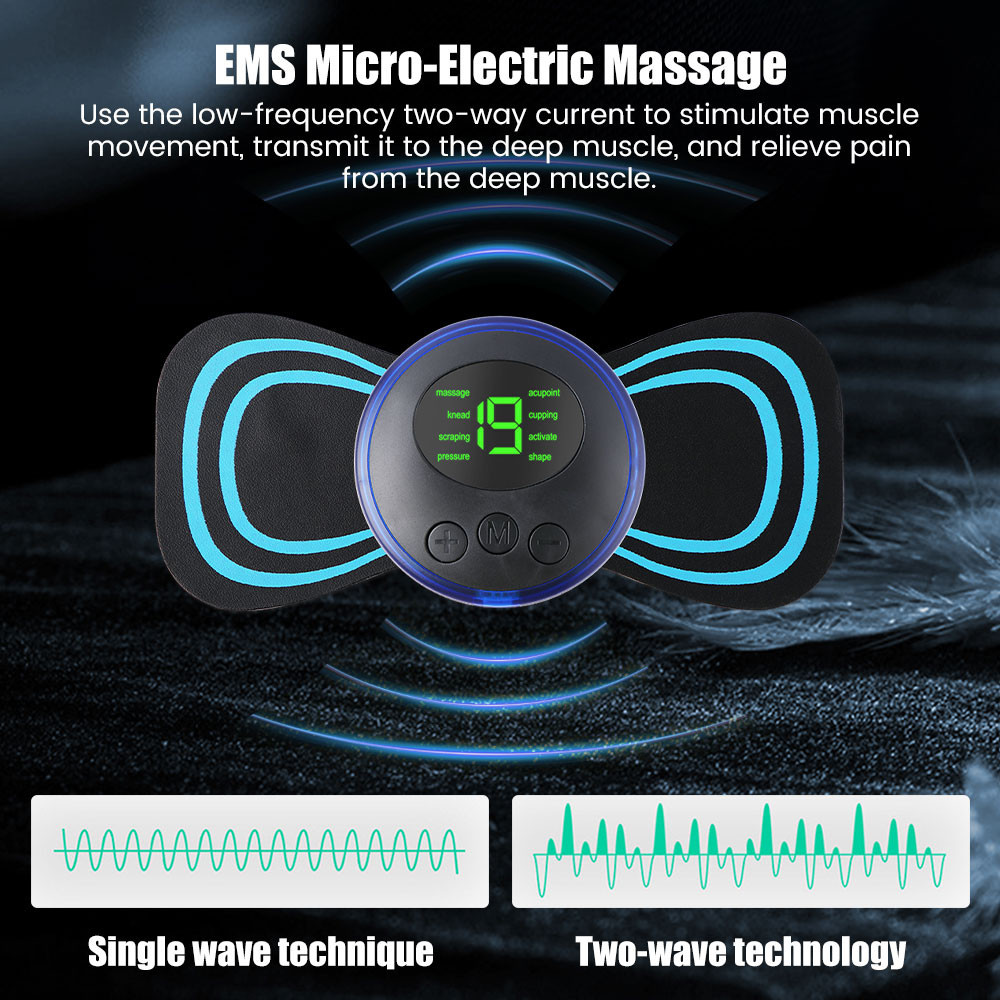 EMS Micro-Electric Massage
Use the low-frequency two-way current to stimulate muscle
movement, transmit it to the deep muscle, and relieve pain
from the deep muscle.
massage
knead
scraping
pressure
19
acupoint
cupping
activate
shape
+ M -
Single wave technique
Two-wave technology